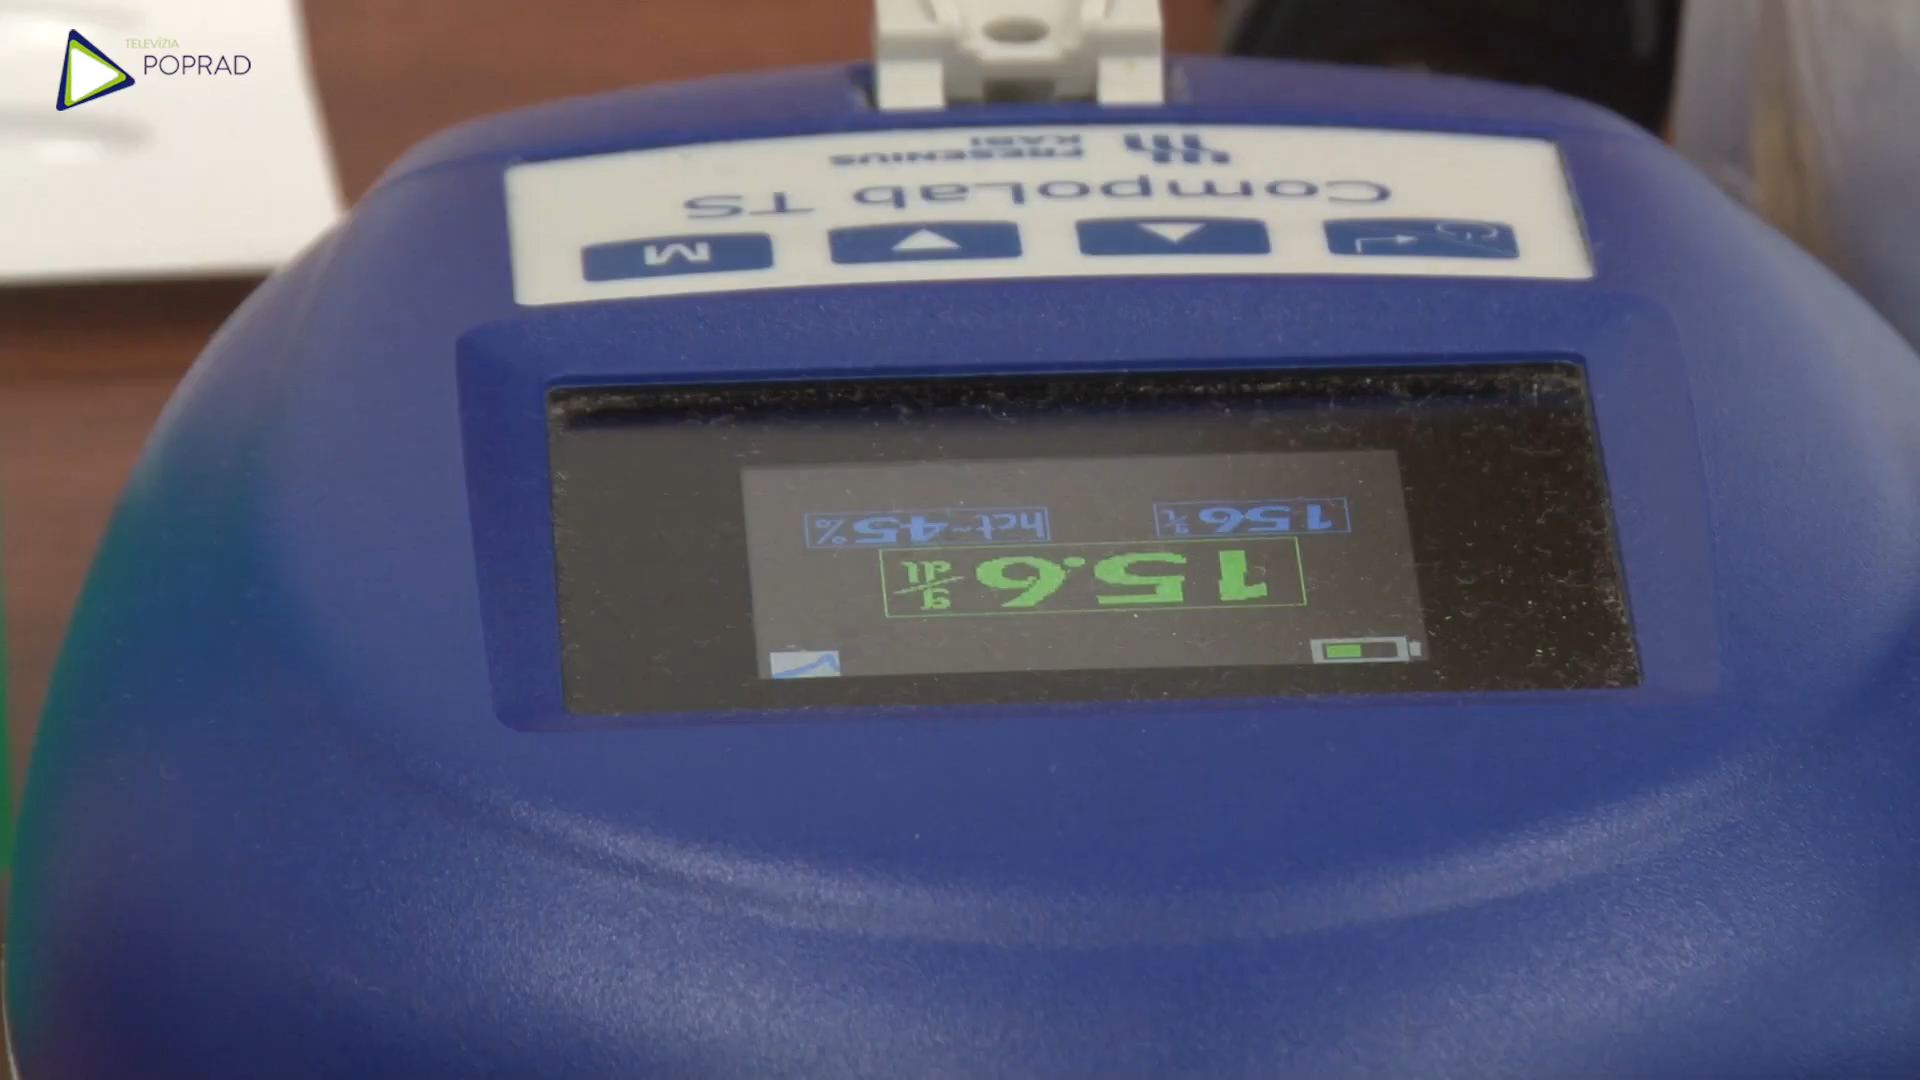 TELEVÍZIA
POPRAD
15.6 g/dl
156 g/l hct~45%
M
CompoLab TS
FRESENIUS
KABI